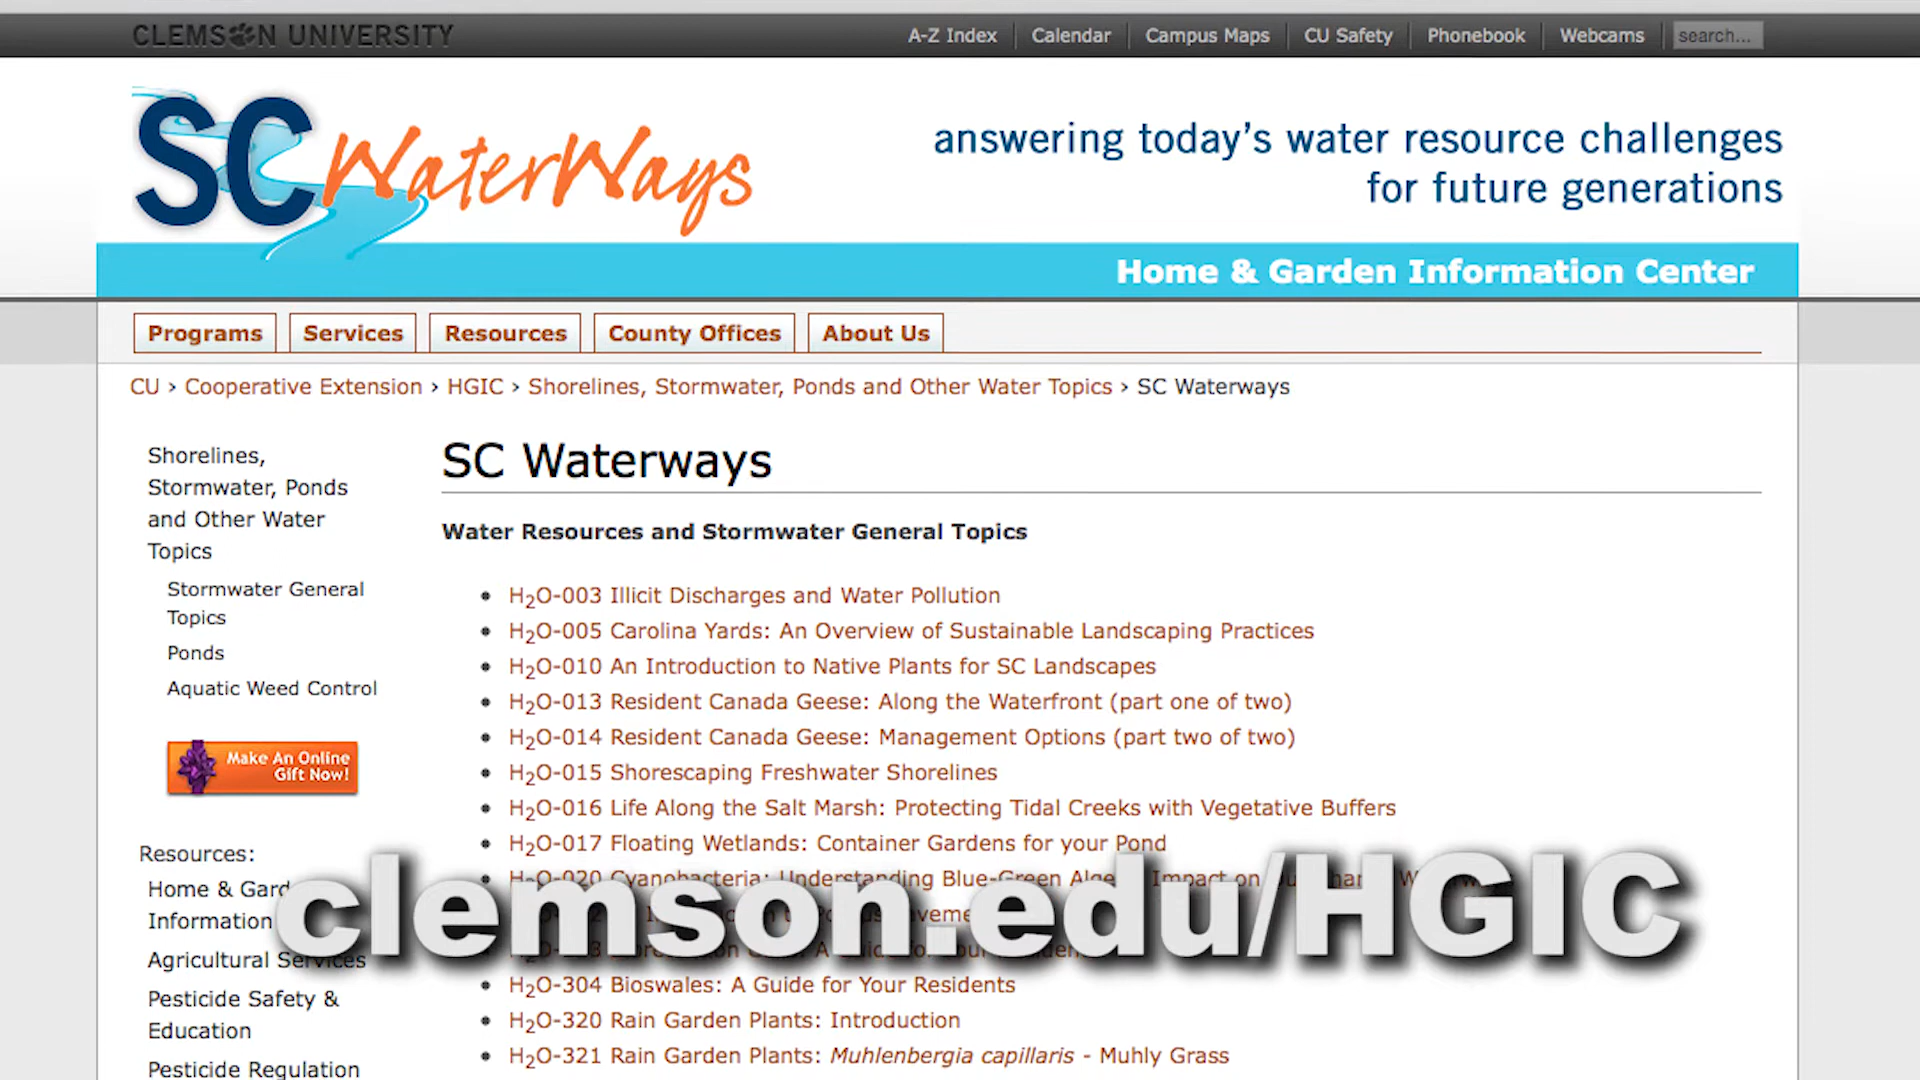 CLEMSON UNIVERSITY
A-Z Index
Calendar
Campus Maps
CU Safety
Phonebook
Webcams
search...
SC WaterWays
answering today's water resource challenges
for future generations
Home & Garden Information Center
Programs
Services
Resources
County Offices
About Us
CU › Cooperative Extension › HGIC › Shorelines, Stormwater, Ponds and Other Water Topics › SC Waterways
Shorelines,
Stormwater, Ponds
and Other Water
Topics
Stormwater General
Topics
Ponds
Aquatic Weed Control
Make An Online
Gift Now!
Resources:
Home & Gard
Information
Agricultural Services
Pesticide Safety &
Education
Pesticide Regulation
SC Waterways
Water Resources and Stormwater General Topics
H2O-003 Illicit Discharges and Water Pollution
H2O-005 Carolina Yards: An Overview of Sustainable Landscaping Practices
H2O-010 An Introduction to Native Plants for SC Landscapes
H2O-013 Resident Canada Geese: Along the Waterfront (part one of two)
H2O-014 Resident Canada Geese: Management Options (part two of two)
H2O-015 Shorescaping Freshwater Shorelines
H2O-016 Life Along the Salt Marsh: Protecting Tidal Creeks with Vegetative Buffers
H2O-017 Floating Wetlands: Container Gardens for your Pond
H2O-020 Cyanobacteria: Understanding Blue-Green Algae Impact on
H2O-304 Bioswales: A Guide for Your Residents
H2O-320 Rain Garden Plants: Introduction
H2O-321 Rain Garden Plants: Muhlenbergia capillaris - Muhly Grass
clemson.edu/HGIC